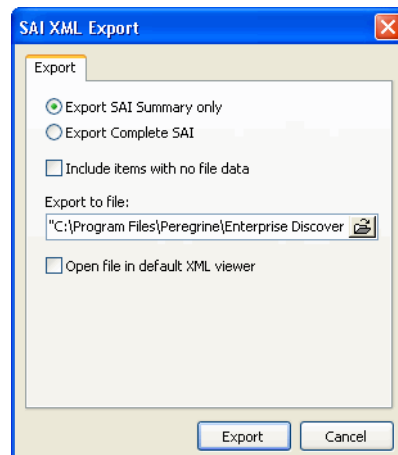 SAI XML Export
Export
Export SAI Summary only
Export Complete SAI
Include items with no file data
Export to file:
"C:\Program Files\Peregrine\Enterprise Discover
Open file in default XML viewer
Export Cancel